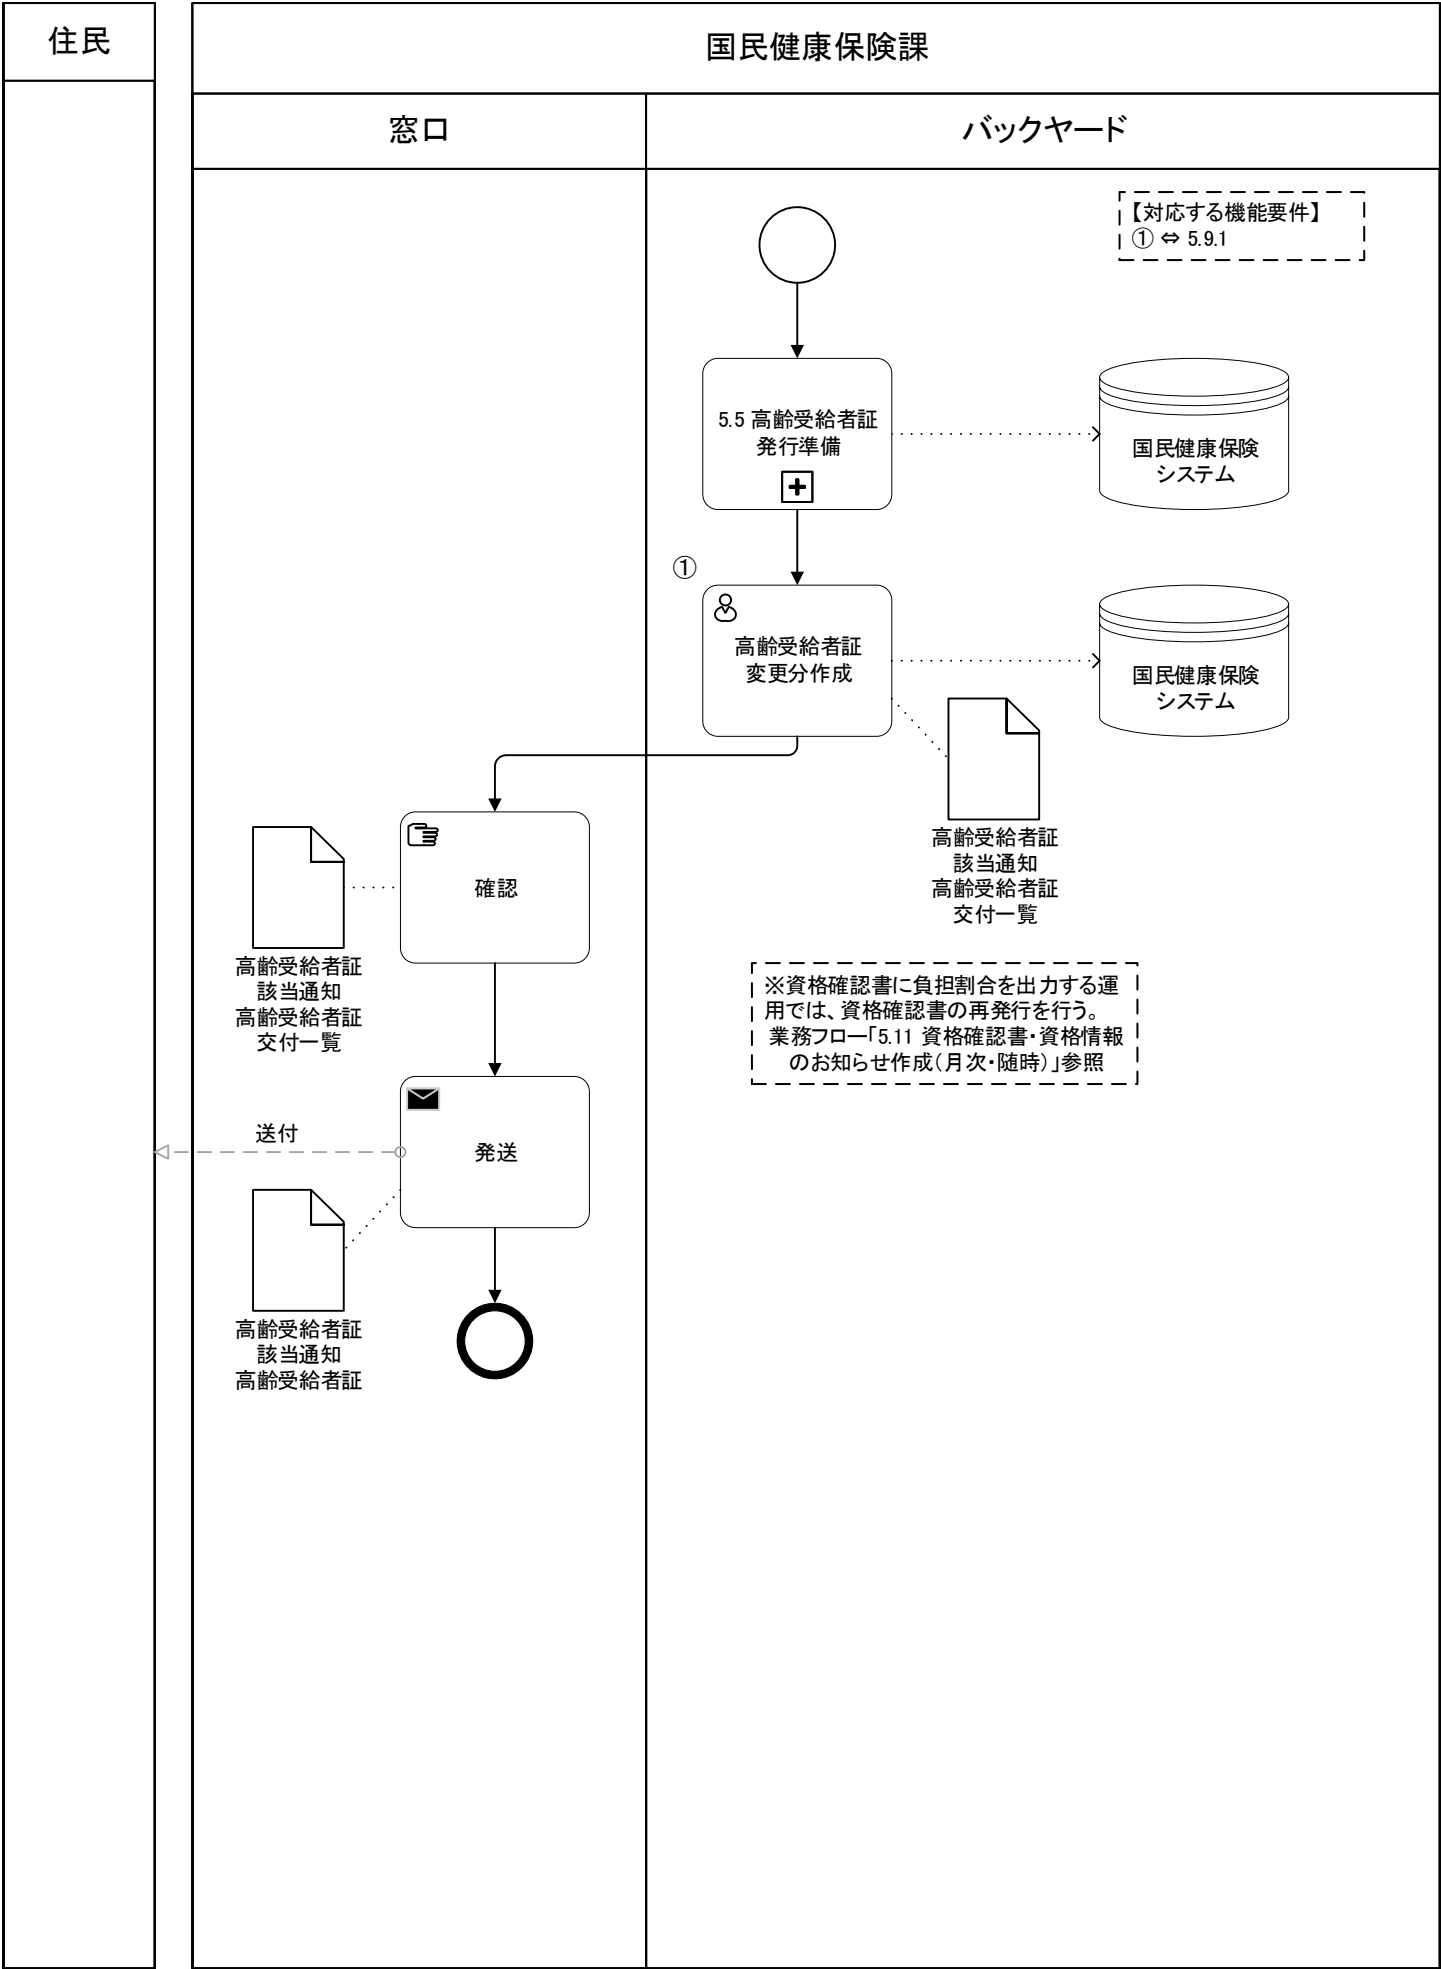 住民
国民健康保険課
窓口
バックヤード
【対応する機能要件】
① ⇔ 5.9.1
5.5 高齢受給者証
発行準備
国民健康保険
システム
①
高齢受給者証
変更分作成
国民健康保険
システム
高齢受給者証
該当通知
高齢受給者証
交付一覧
確認
高齢受給者証
該当通知
高齢受給者証
交付一覧
※資格確認書に負担割合を出力する運
用では、資格確認書の再発行を行う。
業務フロー「5.11 資格確認書・資格情報
のお知らせ作成（月次・随時）」参照
送付
発送
高齢受給者証
該当通知
高齢受給者証